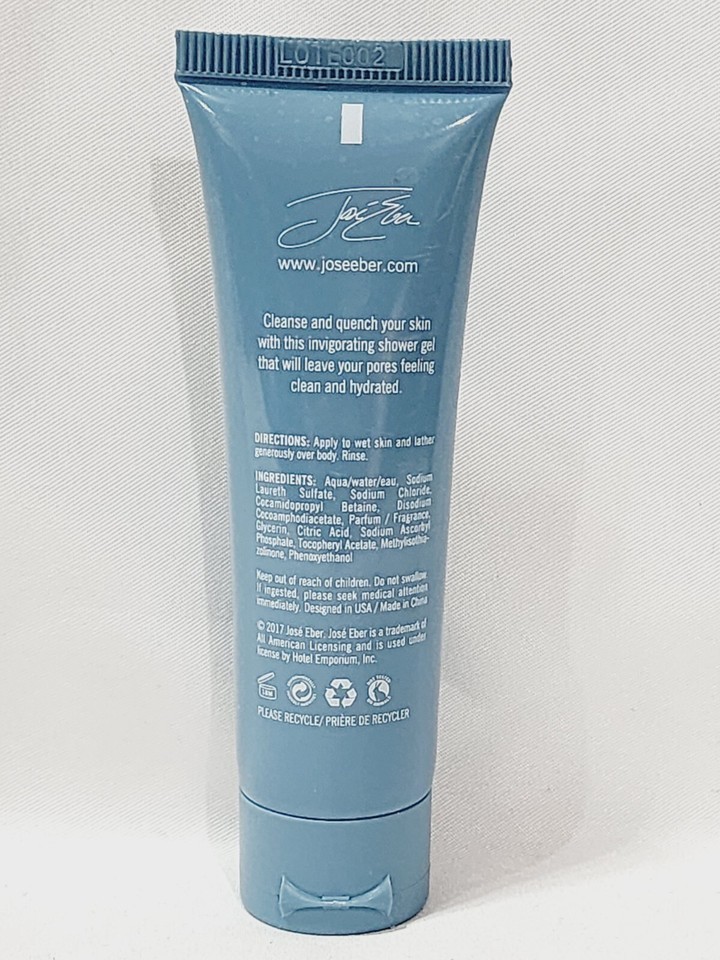 LOTE002
José Eber
www.joseeber.com
Cleanse and quench your skin
with this invigorating shower gel
that will leave your pores feeling
clean and hydrated.
DIRECTIONS: Apply to wet skin and lather
generously over body. Rinse.
INGREDIENTS: Aqua/water/eau, Sodium
Laureth Sulfate, Sodium Chloride,
Cocamidopropyl Betaine, Disodium
Cocoamphodiacetate, Parfum / Fragrance,
Glycerin, Citric Acid, Sodium Ascorbyl
Phosphate, Tocopheryl Acetate, Methylisothia-
zolinone, Phenoxyethanol
Keep out of reach of children. Do not swallow.
If ingested, please seek medical attention
immediately. Designed in USA / Made in China
© 2017 José Eber. José Eber is a trademark of
All American Licensing and is used under
license by Hotel Emporium, Inc.
PLEASE RECYCLE/ PRIÈRE DE RECYCLER